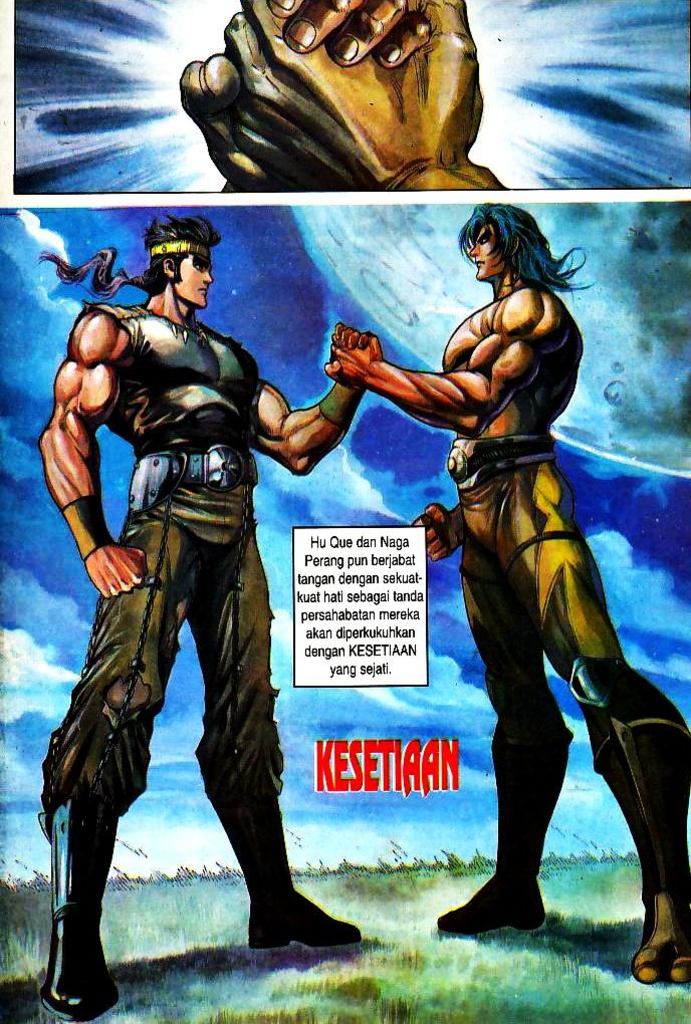 Hu Que dan Naga
Perang pun berjabat
tangan dengan sekuat-
kuat hati sebagai tanda
persahabatan mereka
akan diperkukuhkan
dengan KESETIAAN
yang sejati.
KESETIAAN